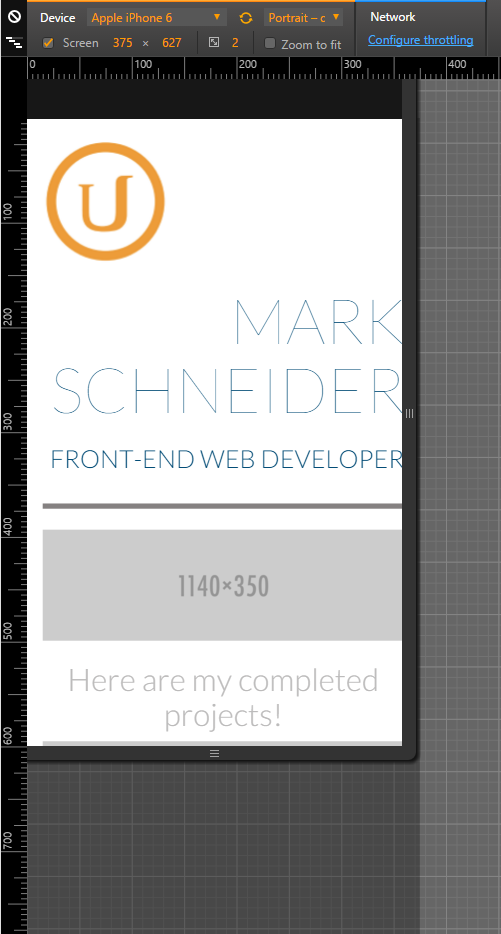 Device Apple iPhone 6 Portrait – c Network
Screen 375 × 627 2 Zoom to fit Configure throttling
0 100 200 300 400
100
U
200
MARK
300
SCHNEIDER
FRONT-END WEB DEVELOPER
400
1140×350
500
Here are my completed
projects!
600
700